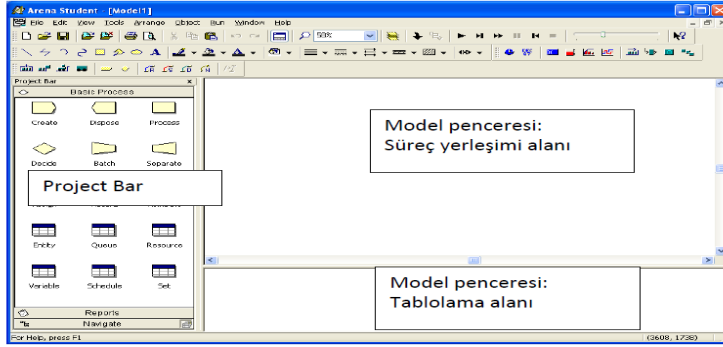 Arena Student - [Model1]
File Edit View Tools Arrange Object Run Window Help
50%
Project Bar
Basic Process
Create Dispose Process
Model penceresi:
Süreç yerleşimi alanı
Decide Batch Separate
Project Bar
Entity Queue Resource
Model penceresi:
Tablolama alanı
Variable Schedule Set
Reports
Navigate
For Help, press F1
(3608, 1738)